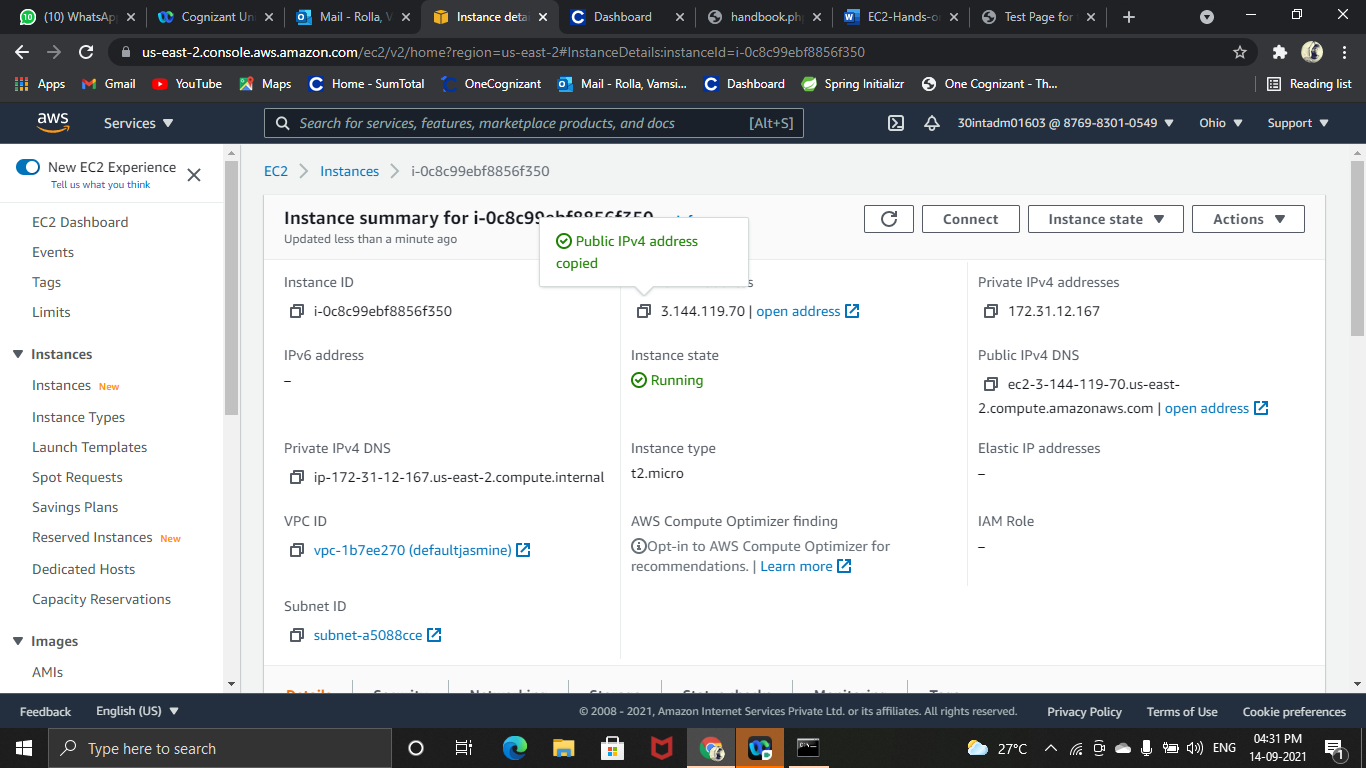 (10) WhatsAp
Cognizant Uni
Mail - Rolla, V
Instance deta
Dashboard
handbook.ph
EC2-Hands-o
Test Page for
us-east-2.console.aws.amazon.com/ec2/v2/home?region=us-east-2#InstanceDetails:instanceId=i-0c8c99ebf8856f350
Apps
Gmail
YouTube
Maps
Home - SumTotal
OneCognizant
Mail - Rolla, Vamsi...
Dashboard
Spring Initializr
One Cognizant - Th...
Reading list
aws
Services
Search for services, features, marketplace products, and docs
[Alt+S]
30intadm01603 @ 8769-8301-0549
Ohio
Support
New EC2 Experience
Tell us what you think
EC2 Dashboard
Events
Tags
Limits
Instances
Instances New
Instance Types
Launch Templates
Spot Requests
Savings Plans
Reserved Instances New
Dedicated Hosts
Capacity Reservations
Images
AMIs
EC2
Instances
i-0c8c99ebf8856f350
Instance summary for i-0c8c99ebf8856f350
Updated less than a minute ago
Connect
Instance state
Actions
Public IPv4 address
copied
Instance ID
i-0c8c99ebf8856f350
3.144.119.70 | open address
Private IPv4 addresses
172.31.12.167
IPv6 address
–
Instance state
Running
Public IPv4 DNS
ec2-3-144-119-70.us-east-
2.compute.amazonaws.com | open address
Private IPv4 DNS
ip-172-31-12-167.us-east-2.compute.internal
Instance type
t2.micro
Elastic IP addresses
–
VPC ID
vpc-1b7ee270 (defaultjasmine)
AWS Compute Optimizer finding
Opt-in to AWS Compute Optimizer for
recommendations. | Learn more
IAM Role
–
Subnet ID
subnet-a5088cce
Details
Security
Networking
Storage
Status checks
Monitoring
Tags
Feedback
English (US)
© 2008 - 2021, Amazon Internet Services Private Ltd. or its affiliates. All rights reserved.
Privacy Policy
Terms of Use
Cookie preferences
Type here to search
27°C
ENG
04:31 PM
14-09-2021
1